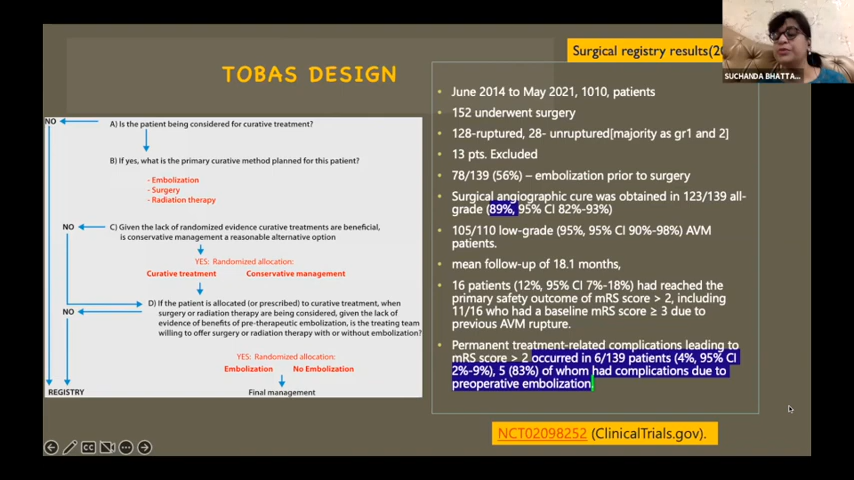 Surgical registry results(20
SUCHANDA BHATTA...
TOBAS DESIGN
NO
A) Is the patient being considered for curative treatment?
B) If yes, what is the primary curative method planned for this patient?
- Embolization
- Surgery
- Radiation therapy
NO
C) Given the lack of randomized evidence curative treatments are beneficial,
is conservative management a reasonable alternative option
YES: Randomized allocation:
Curative treatment Conservative management
NO
D) If the patient is allocated (or prescribed) to curative treatment, when
surgery or radiation therapy are being considered, given the lack of
evidence of benefits of pre-therapeutic embolization, is the treating team
willing to offer surgery or radiation therapy with or without embolization?
YES: Randomized allocation:
Embolization No Embolization
REGISTRY
Final management
• June 2014 to May 2021, 1010, patients
• 152 underwent surgery
• 128-ruptured, 28- unruptured[majority as gr1 and 2]
• 13 pts. Excluded
• 78/139 (56%) – embolization prior to surgery
• Surgical angiographic cure was obtained in 123/139 all-
grade (89%, 95% CI 82%-93%)
• 105/110 low-grade (95%, 95% CI 90%-98%) AVM
patients.
• mean follow-up of 18.1 months,
• 16 patients (12%, 95% CI 7%-18%) had reached the
primary safety outcome of mRS score > 2, including
11/16 who had a baseline mRS score ≥ 3 due to
previous AVM rupture.
• Permanent treatment-related complications leading to
mRS score > 2 occurred in 6/139 patients (4%, 95% CI
2%-9%), 5 (83%) of whom had complications due to
preoperative embolization.
NCT02098252 (ClinicalTrials.gov).
CC